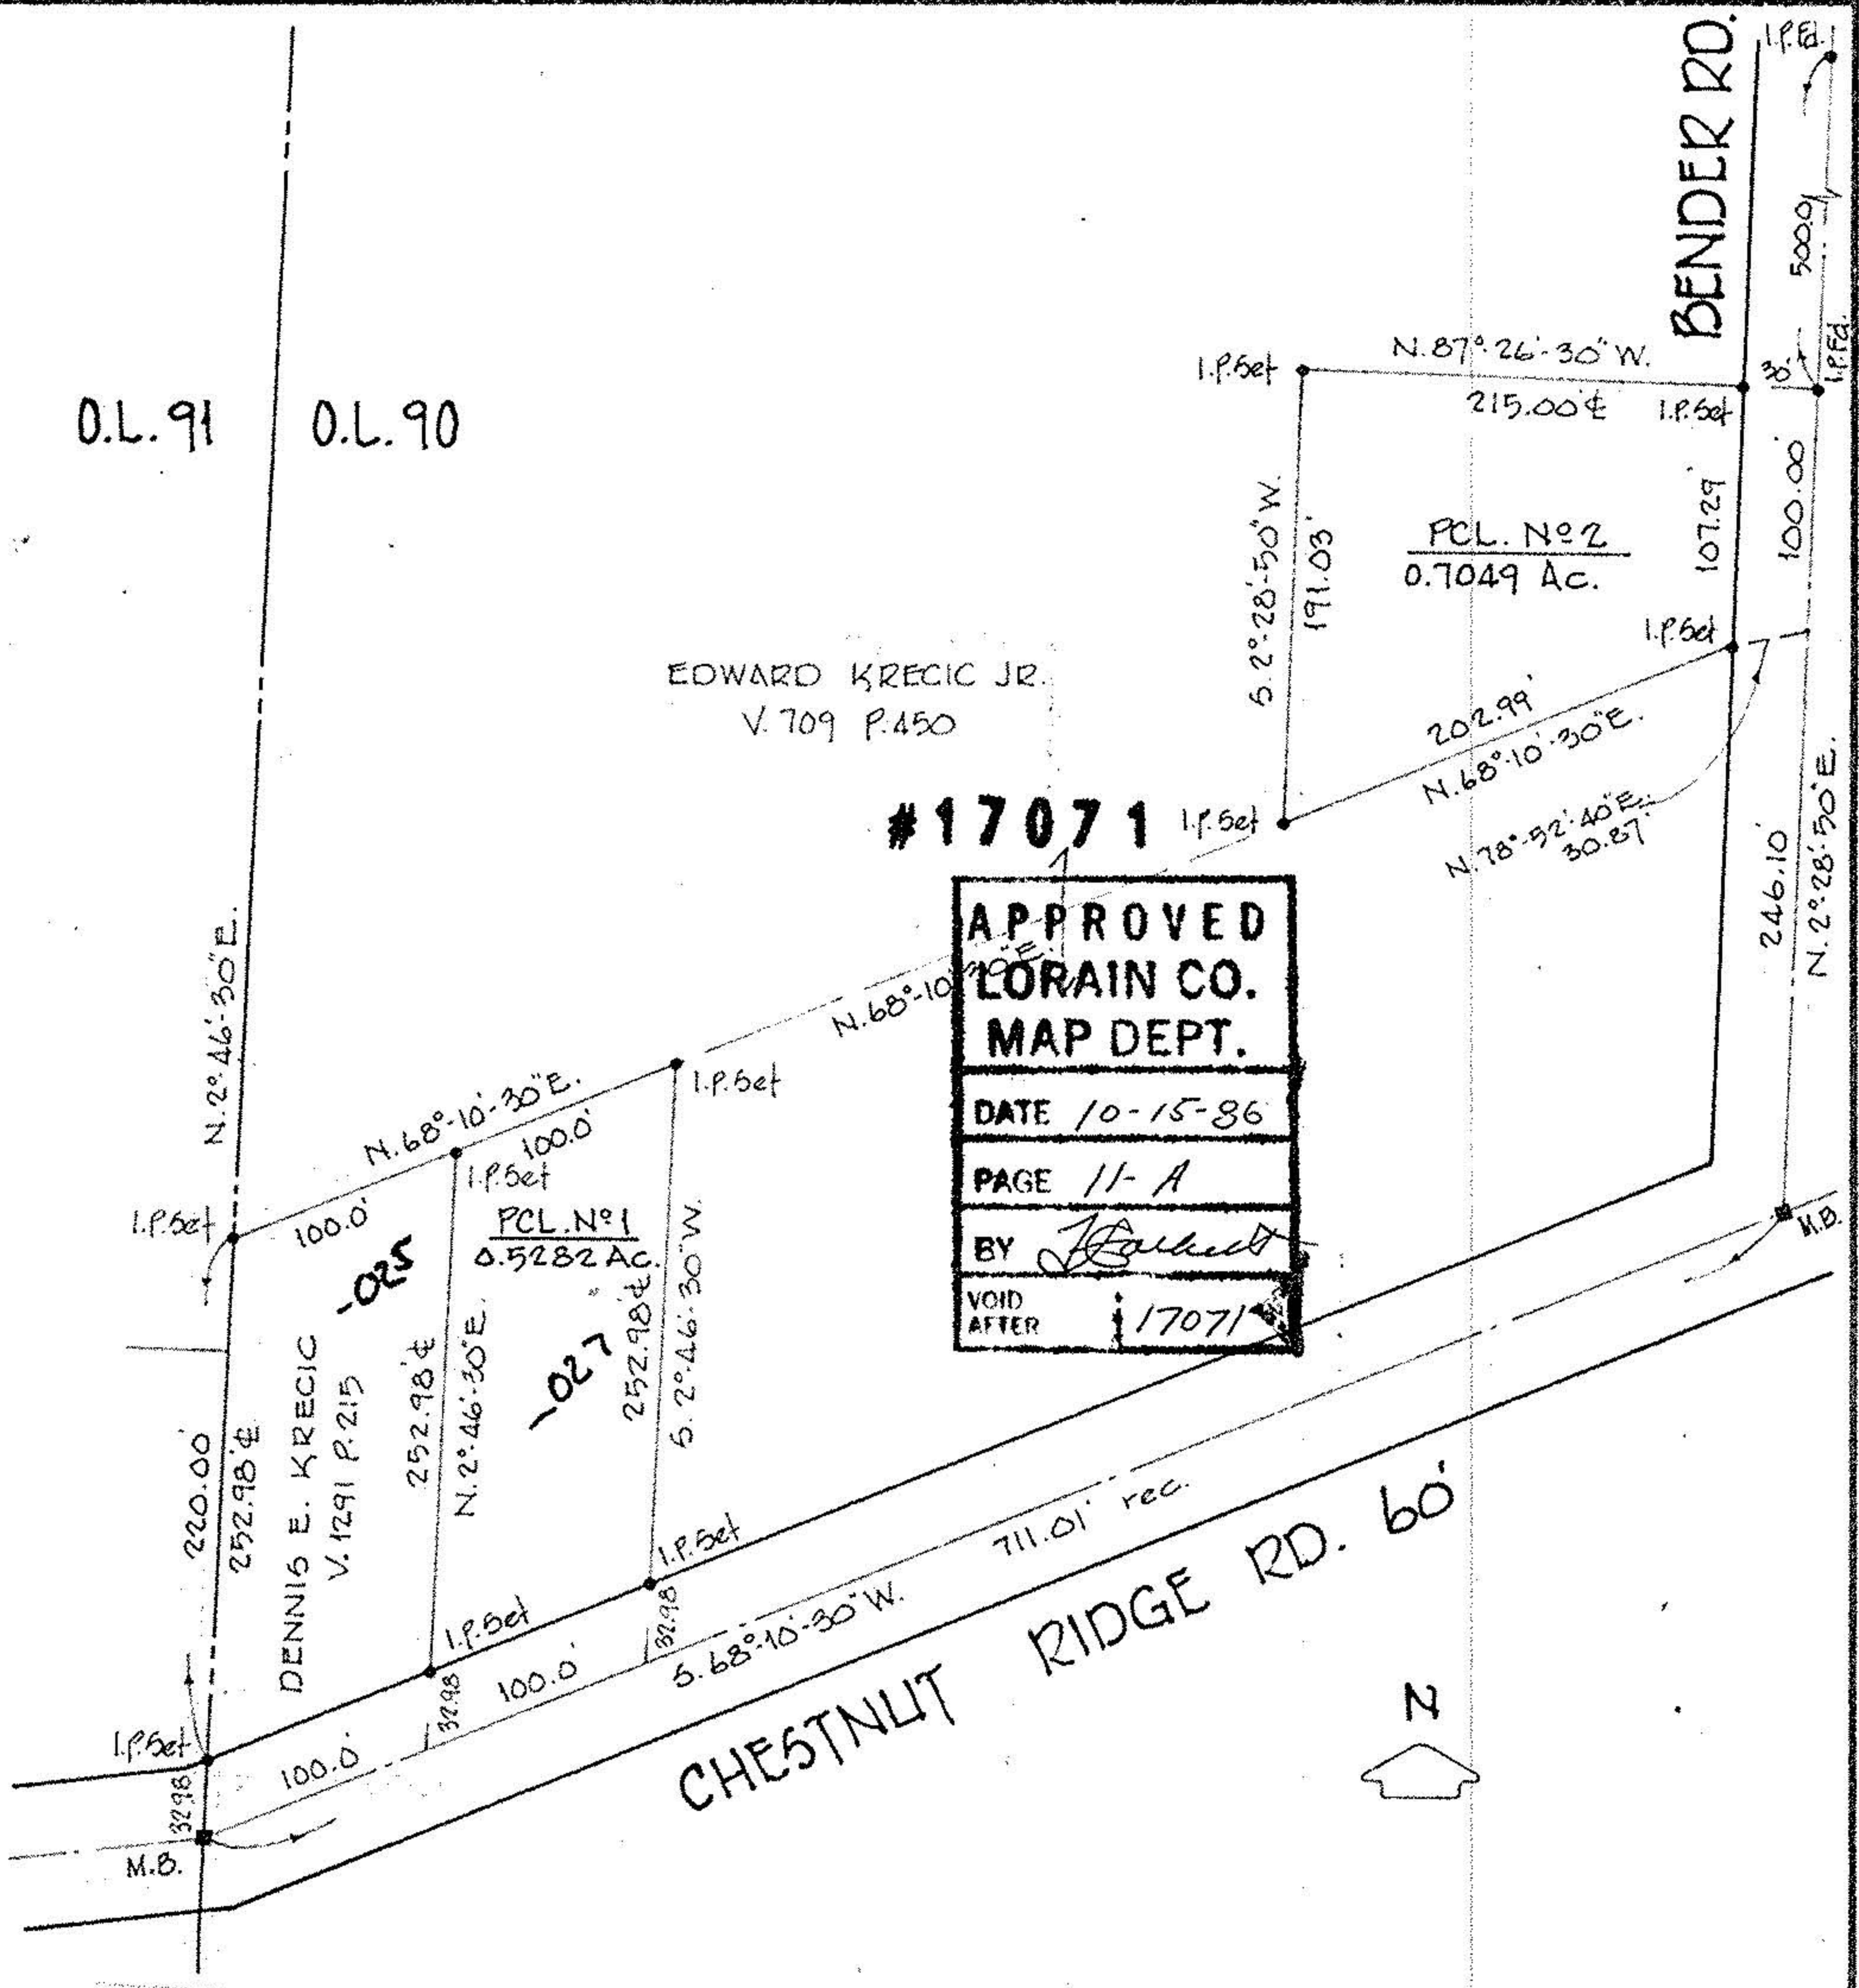 BENDER RD.
I.P.Fd.
500.0'
N.87°-26'-30"W.
215.00'¢
I.P.Set
I.P.Set
30'
I.P.Fd.
O.L. 91
O.L. 90
S.2°-28'-50"W.
191.03'
PCL. Nº 2
0.7049 Ac.
107.29'
100.00'
I.P.Set
EDWARD KRECIC JR.
V. 709 P. 450
202.99'
N.68°-10'-30"E.
N.78°-52'-40"E.
30.87'
246.10'
N.2°-28'-50"E.
#17071
I.P.Set
APPROVED
LORAIN CO.
MAP DEPT.
DATE 10-15-86
PAGE 11-A
BY
VOID
AFTER 17071
N.68°-10'-30"E.
N.2°-46'-30"E.
N.68°-10'-30"E.
100.0'
100.0'
I.P.Set
I.P.Set
I.P.Set
PCL. Nº 1
0.5282 Ac.
-025
-027
DENNIS E. KRECIC
V. 1291 P. 215
252.98'¢
N.2°-46'-30"E.
252.98'¢
S.2°-46'-30"W.
220.00'
252.98'¢
I.P.Set
I.P.Set
I.P.Set
32.98
32.98
32.98
100.0'
100.0'
S.68°-10'-30"W.
711.01' rec.
M.B.
M.B.
CHESTNUT RIDGE RD. 60'
N